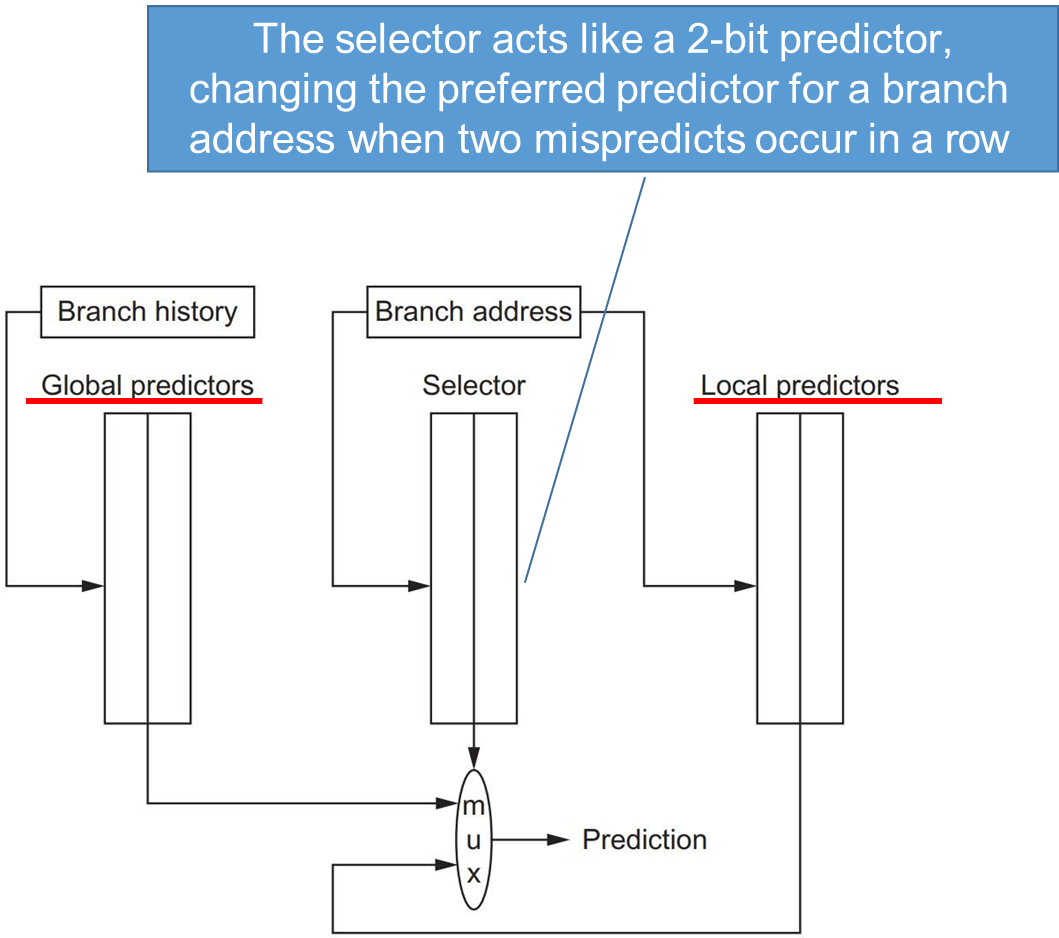 The selector acts like a 2-bit predictor,
changing the preferred predictor for a branch
address when two mispredicts occur in a row
Branch history
Branch address
Global predictors
Selector
Local predictors
m
u
x
Prediction